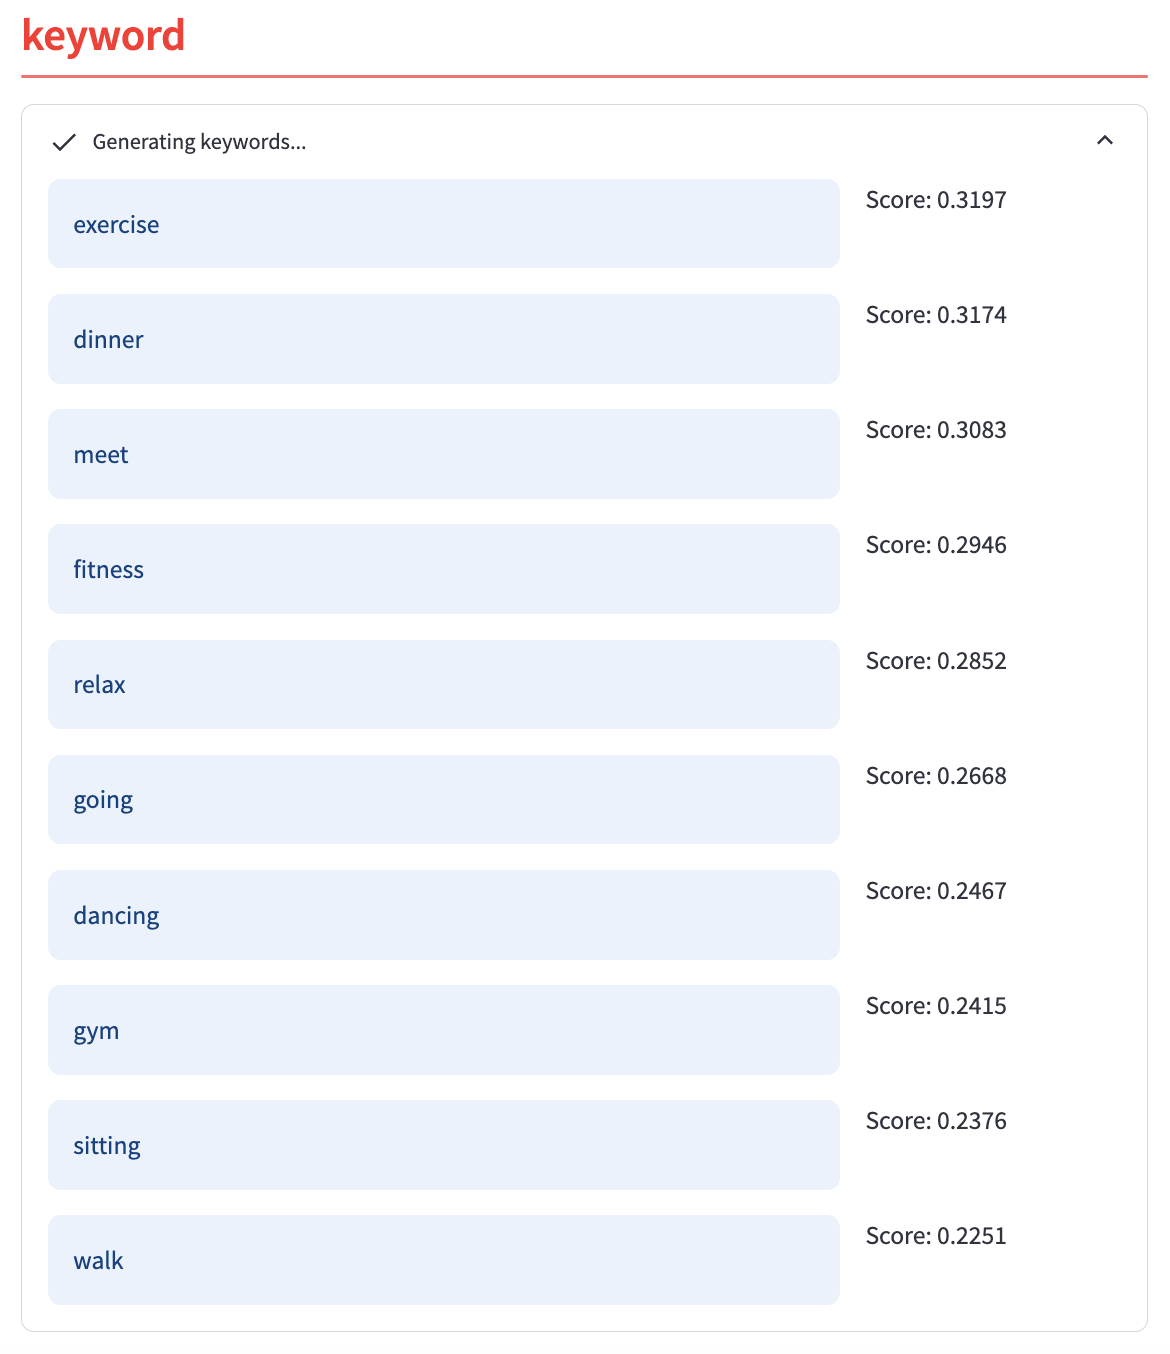 keyword
Generating keywords...
exercise
Score: 0.3197
dinner
Score: 0.3174
meet
Score: 0.3083
fitness
Score: 0.2946
relax
Score: 0.2852
going
Score: 0.2668
dancing
Score: 0.2467
gym
Score: 0.2415
sitting
Score: 0.2376
walk
Score: 0.2251